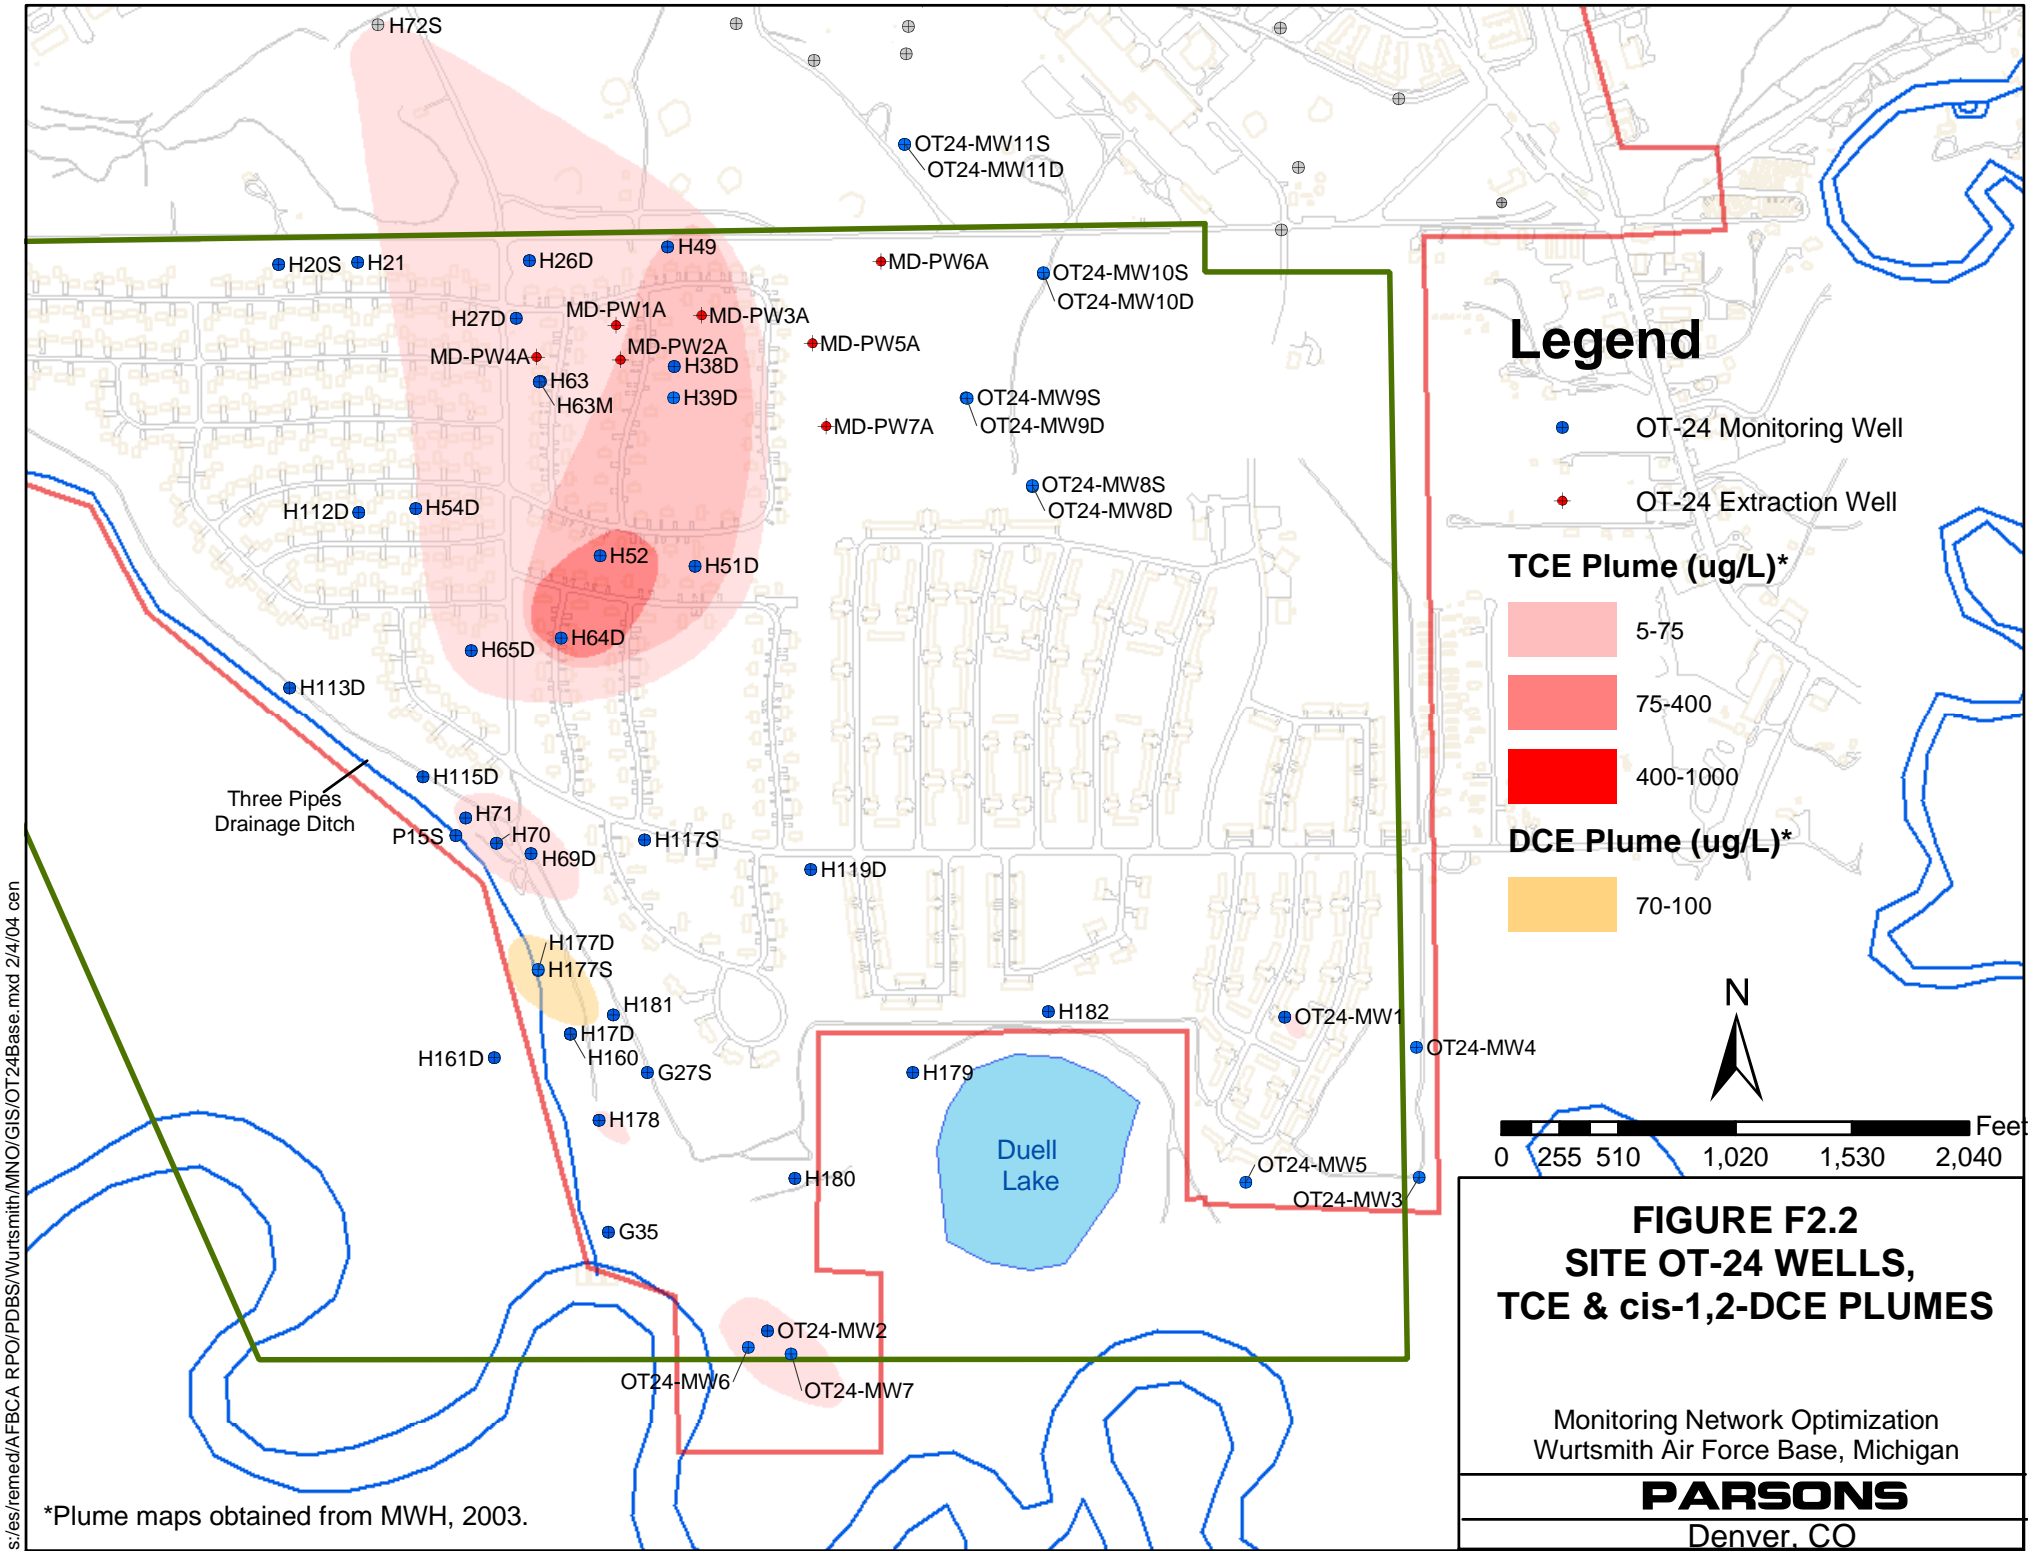 H72S
OT24-MW11S
OT24-MW11D
H49
H20S
H21
H26D
MD-PW6A
OT24-MW10S
OT24-MW10D
H27D
MD-PW1A
MD-PW3A
MD-PW5A
MD-PW2A
MD-PW4A
H38D
H63
H63M
H39D
OT24-MW9S
OT24-MW9D
MD-PW7A
OT24-MW8S
OT24-MW8D
H112D
H54D
H52
H51D
H64D
H65D
H113D
H115D
Three Pipes
Drainage Ditch
H71
P15S
H70
H69D
H117S
H119D
H177D
H177S
H181
H17D
H160
H161D
G27S
H182
OT24-MW1
OT24-MW4
H179
H178
Duell
Lake
H180
OT24-MW5
OT24-MW3
G35
OT24-MW2
OT24-MW6
OT24-MW7
Legend
OT-24 Monitoring Well
OT-24 Extraction Well
TCE Plume (ug/L)*
5-75
75-400
400-1000
DCE Plume (ug/L)*
70-100
N
Feet
0 255 510 1,020 1,530 2,040
FIGURE F2.2
SITE OT-24 WELLS,
TCE & cis-1,2-DCE PLUMES
Monitoring Network Optimization
Wurtsmith Air Force Base, Michigan
PARSONS
Denver, CO
*Plume maps obtained from MWH, 2003.
s:/es/remed/AFBCA RPO/PDBS/Wurtsmith/MNO/GIS/OT24Base.mxd 2/4/04 cen